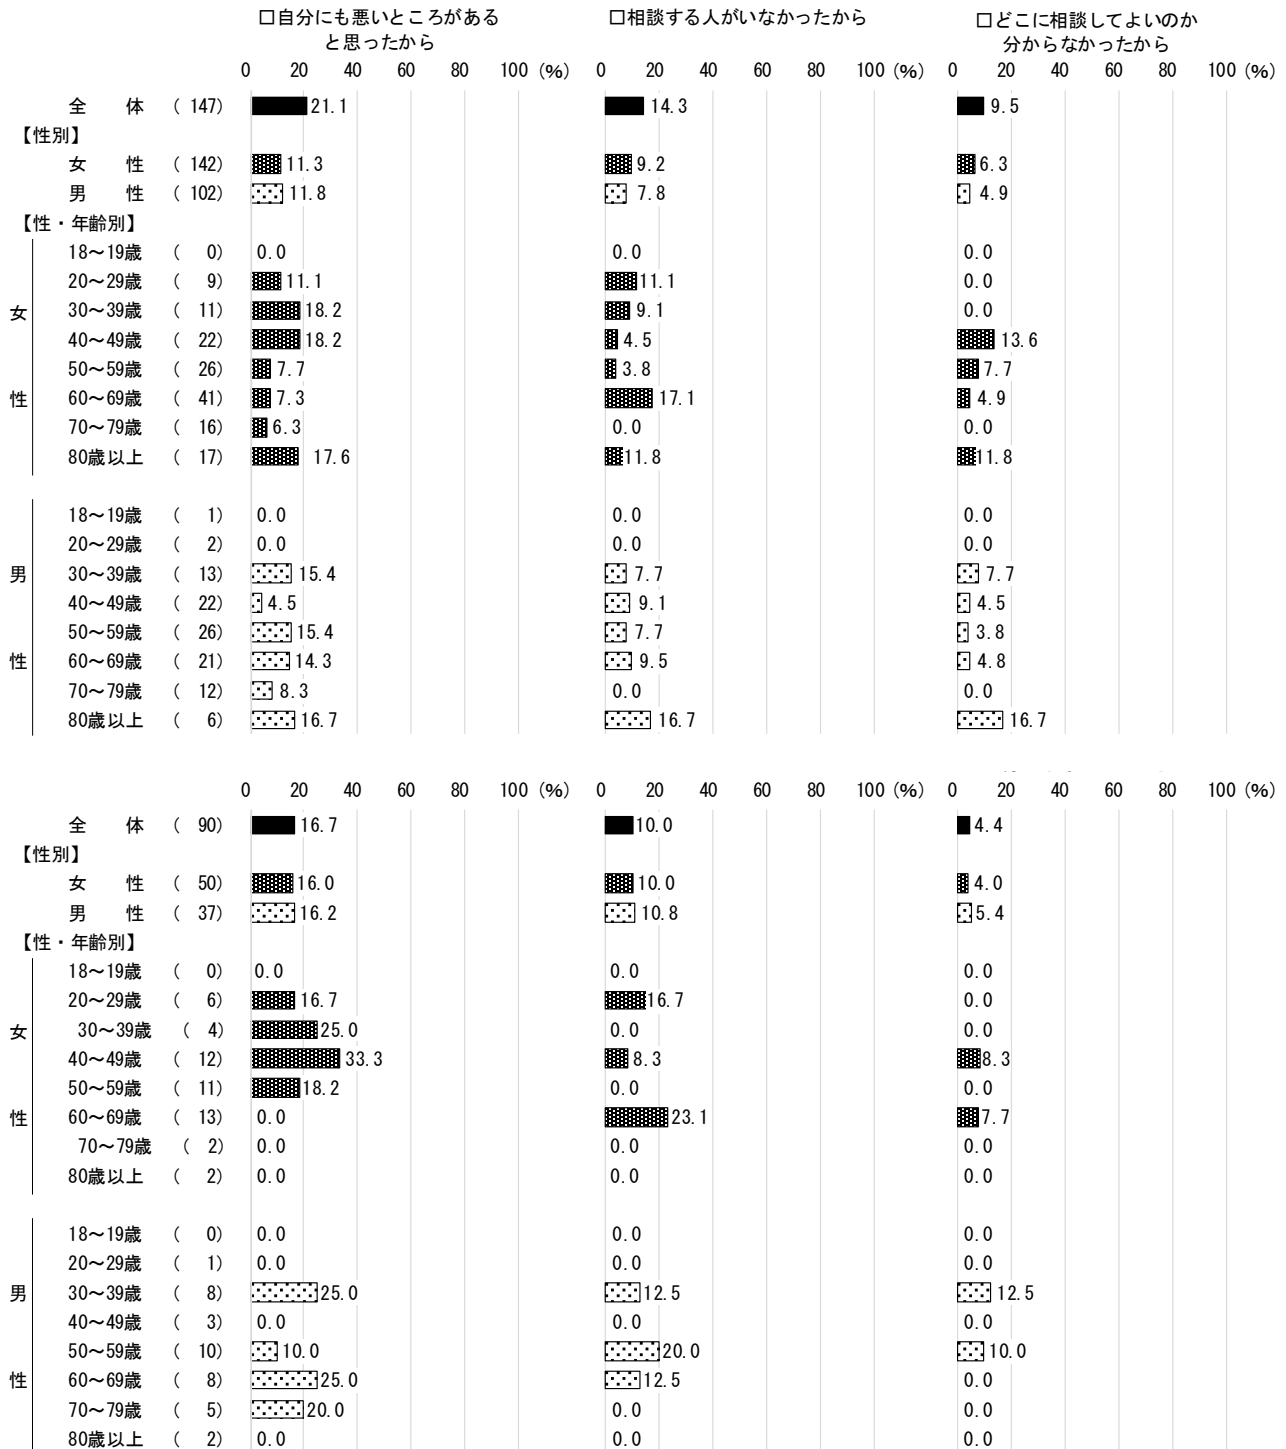 □自分にも悪いところがある
と思ったから
□相談する人がいなかったから
□どこに相談してよいのか
分からなかったから
0 20 40 60 80 100 (%) 0 20 40 60 80 100 (%) 0 20 40 60 80 100 (%)
全 体 ( 147) 21.1 14.3 9.5
【性別】
女 性 ( 142) 11.3 9.2 6.3
男 性 ( 102) 11.8 7.8 4.9
【性・年齢別】
18～19歳 ( 0) 0.0 0.0 0.0
20～29歳 ( 9) 11.1 11.1 0.0
女 30～39歳 ( 11) 18.2 9.1 0.0
40～49歳 ( 22) 18.2 4.5 13.6
50～59歳 ( 26) 7.7 3.8 7.7
性 60～69歳 ( 41) 7.3 17.1 4.9
70～79歳 ( 16) 6.3 0.0 0.0
80歳以上 ( 17) 17.6 11.8 11.8
18～19歳 ( 1) 0.0 0.0 0.0
20～29歳 ( 2) 0.0 0.0 0.0
男 30～39歳 ( 13) 15.4 7.7 7.7
40～49歳 ( 22) 4.5 9.1 4.5
50～59歳 ( 26) 15.4 7.7 3.8
性 60～69歳 ( 21) 14.3 9.5 4.8
70～79歳 ( 12) 8.3 0.0 0.0
80歳以上 ( 6) 16.7 16.7 16.7
0 20 40 60 80 100 (%) 0 20 40 60 80 100 (%) 0 20 40 60 80 100 (%)
全 体 ( 90) 16.7 10.0 4.4
【性別】
女 性 ( 50) 16.0 10.0 4.0
男 性 ( 37) 16.2 10.8 5.4
【性・年齢別】
18～19歳 ( 0) 0.0 0.0 0.0
20～29歳 ( 6) 16.7 16.7 0.0
女 30～39歳 ( 4) 25.0 0.0 0.0
40～49歳 ( 12) 33.3 8.3 8.3
50～59歳 ( 11) 18.2 0.0 0.0
性 60～69歳 ( 13) 0.0 23.1 7.7
70～79歳 ( 2) 0.0 0.0 0.0
80歳以上 ( 2) 0.0 0.0 0.0
18～19歳 ( 0) 0.0 0.0 0.0
20～29歳 ( 1) 0.0 0.0 0.0
男 30～39歳 ( 8) 25.0 12.5 12.5
40～49歳 ( 3) 0.0 0.0 0.0
50～59歳 ( 10) 10.0 20.0 10.0
性 60～69歳 ( 8) 25.0 12.5 0.0
70～79歳 ( 5) 20.0 0.0 0.0
80歳以上 ( 2) 0.0 0.0 0.0